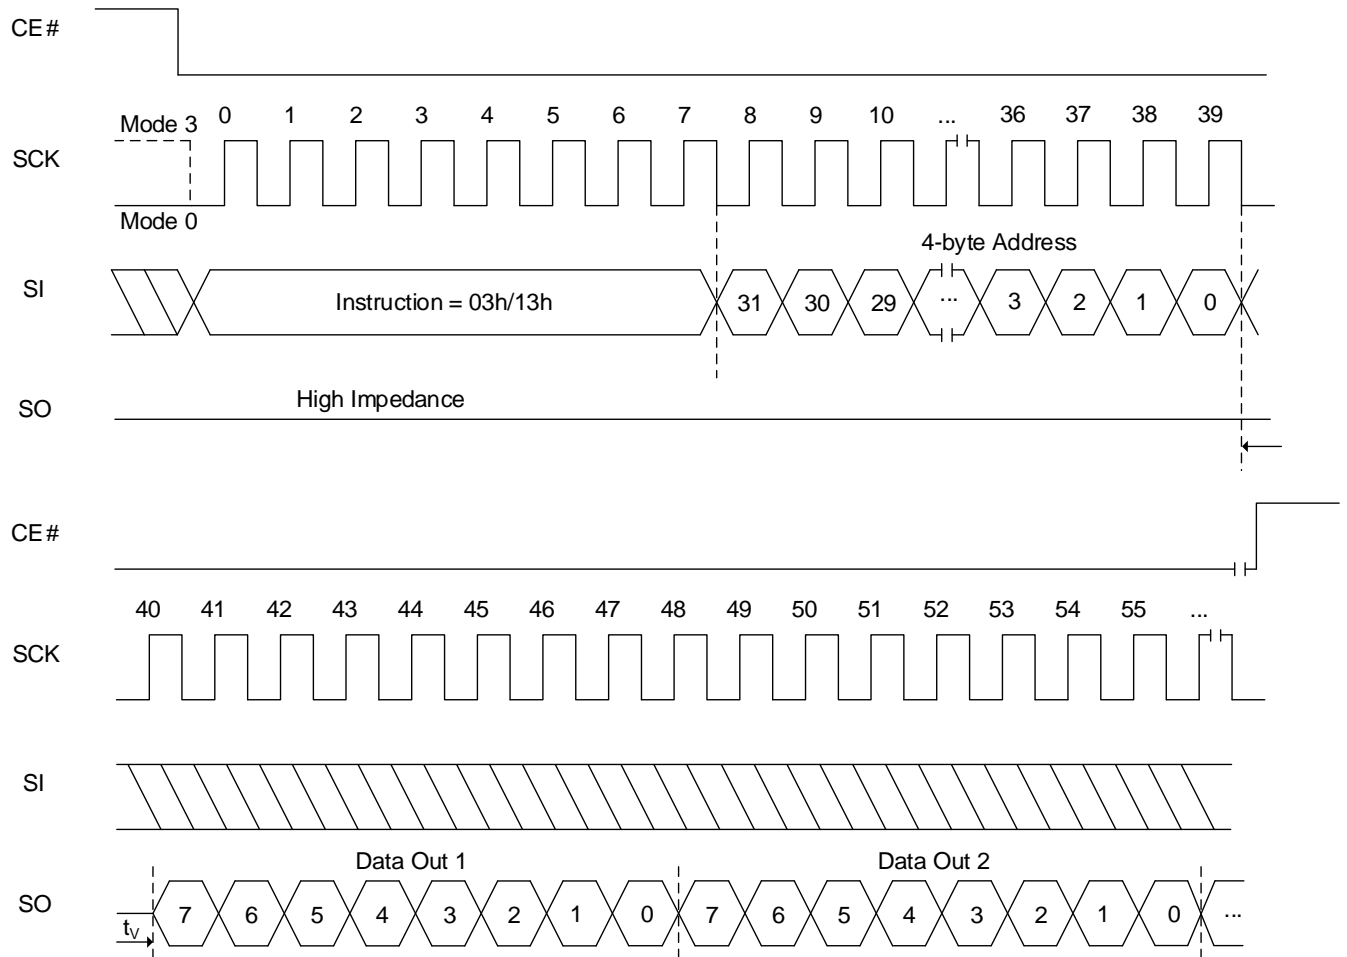 CE#
Mode 3
0 1 2 3 4 5 6 7 8 9 10 ... 36 37 38 39
SCK
Mode 0
4-byte Address
SI
Instruction = 03h/13h
31 30 29 ... 3 2 1 0
High Impedance
SO
CE#
40 41 42 43 44 45 46 47 48 49 50 51 52 53 54 55 ...
SCK
SI
Data Out 1 Data Out 2
SO
7 6 5 4 3 2 1 0 7 6 5 4 3 2 1 0 ...
tV